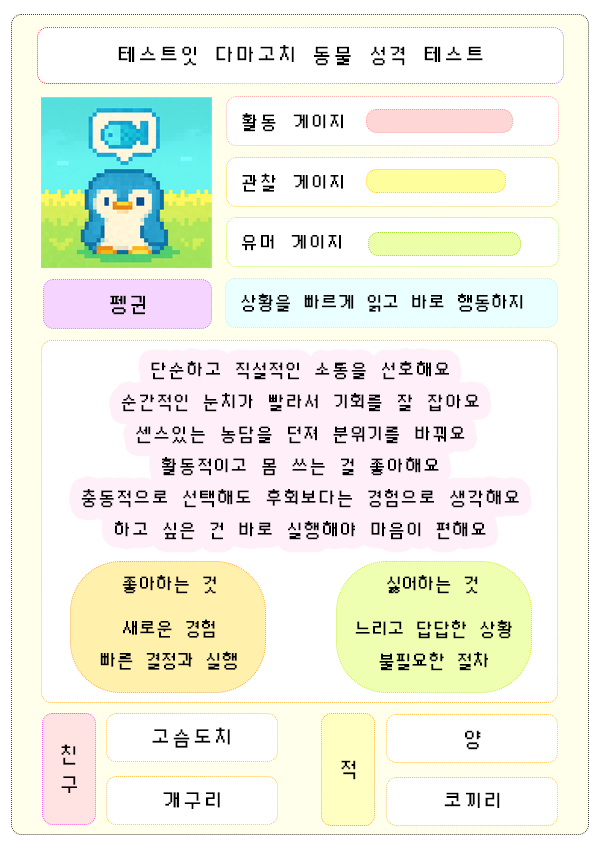 테스트잇 다마고치 동물 성격 테스트
활동 게이지
관찰 게이지
유머 게이지
펭귄
상황을 빠르게 읽고 바로 행동하지
단순하고 직설적인 소통을 선호해요
순간적인 눈치가 빨라서 기회를 잘 잡아요
센스있는 농담을 던져 분위기를 바꿔요
활동적이고 몸 쓰는 걸 좋아해요
충동적으로 선택해도 후회보다는 경험으로 생각해요
하고 싶은 건 바로 실행해야 마음이 편해요
좋아하는 것
새로운 경험
빠른 결정과 실행
싫어하는 것
느리고 답답한 상황
불필요한 절차
친구
고슴도치
개구리
적
양
코끼리